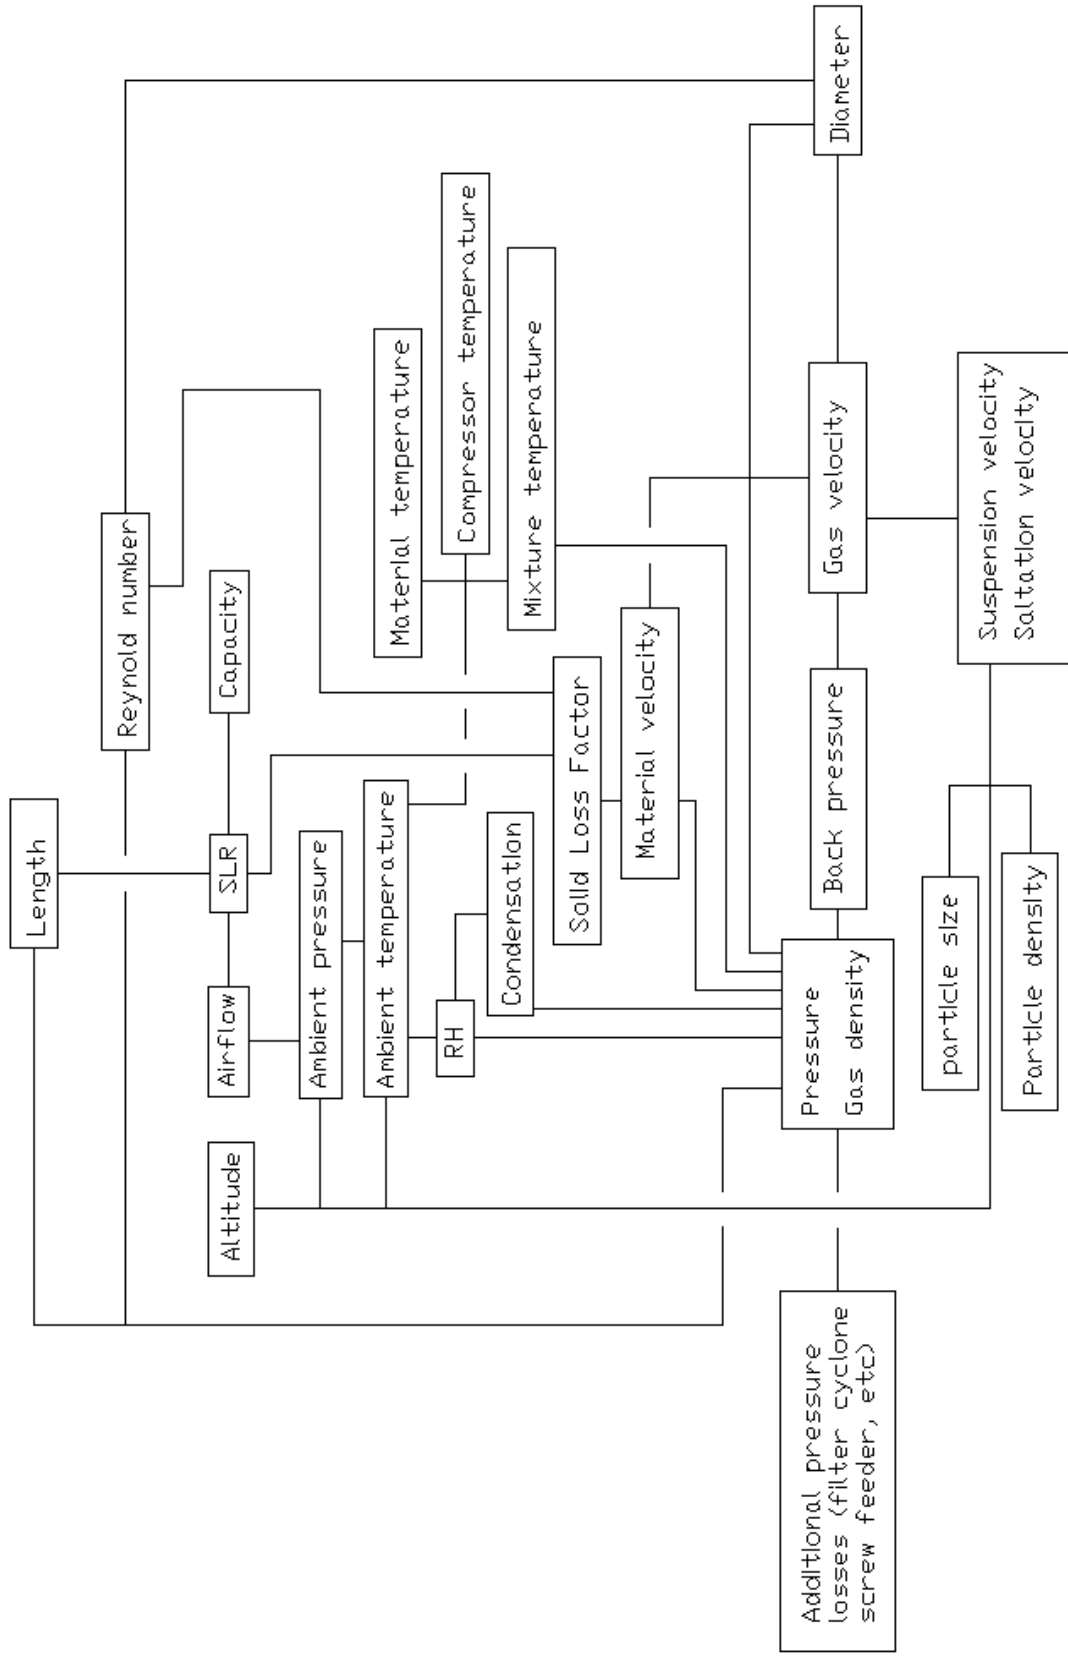 Length
Reynold number
Altitude
Airflow
SLR
Capacity
Ambient pressure
Ambient temperature
Material temperature
RH
Compressor temperature
Condensation
Mixture temperature
Solid Loss Factor
Material velocity
Additional pressure
losses (filter cyclone
screw feeder, etc)
Pressure
Gas density
Back pressure
Gas velocity
Diameter
particle size
Particle density
Suspension velocity
Saltation velocity